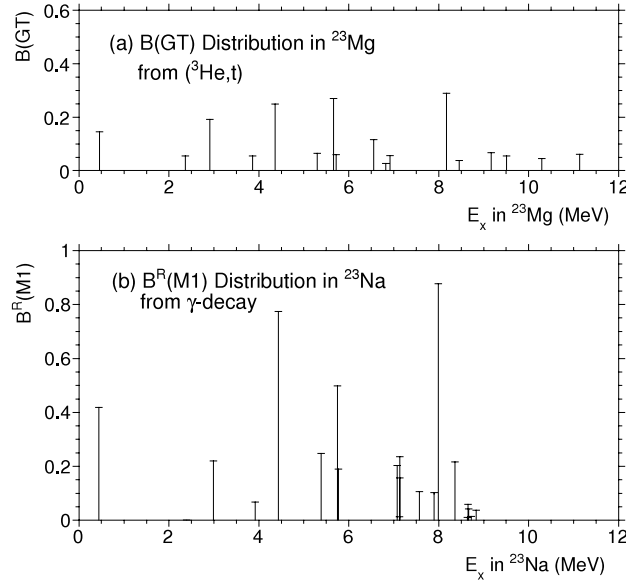 0.6
0.4
0.2
0
B(GT)
(a) B(GT) Distribution in ²³Mg
from (³He,t)
0 2 4 6 8 10 12
Eₓ in ²³Mg (MeV)
1
0.8
0.6
0.4
0.2
0
Bᴿ(M1)
(b) Bᴿ(M1) Distribution in ²³Na
from γ-decay
0 2 4 6 8 10 12
Eₓ in ²³Na (MeV)